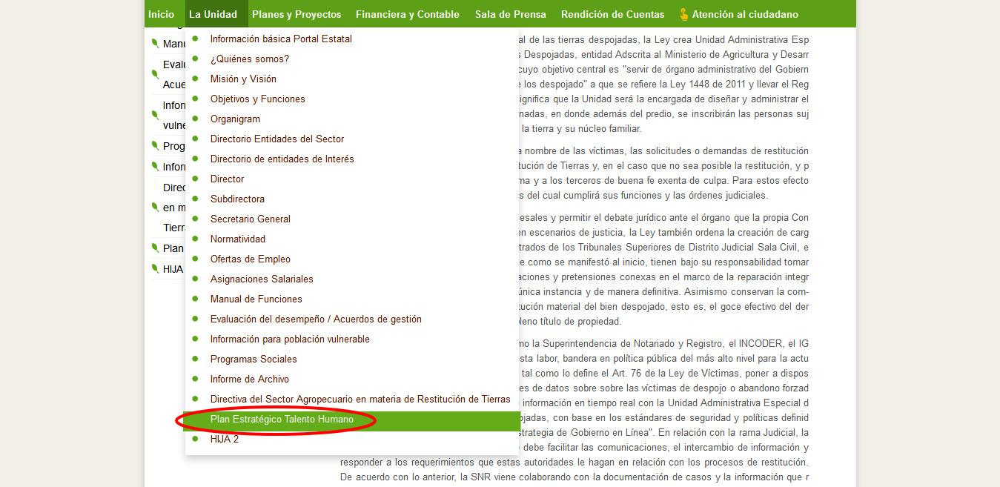 Inicio La Unidad Planes y Proyectos Financiera y Contable Sala de Prensa Rendición de Cuentas Atención al ciudadano
Manu
Evalu
Acue
Inforr
vulne
Prog
Inforr
Direc
en m
Tierra
Plan
HIJA
Información básica Portal Estatal
¿Quiénes somos?
Misión y Visión
Objetivos y Funciones
Organigram
Directorio Entidades del Sector
Directorio de entidades de Interés
Director
Subdirectora
Secretario General
Normatividad
Ofertas de Empleo
Asignaciones Salariales
Manual de Funciones
Evaluación del desempeño / Acuerdos de gestión
Información para población vulnerable
Programas Sociales
Informe de Archivo
Directiva del Sector Agropecuario en materia de Restitución de Tierras
Plan Estratégico Talento Humano
HIJA 2
al de las tierras despojadas, la Ley crea Unidad Administrativa Esp
s Despojadas, entidad Adscrita al Ministerio de Agricultura y Desarr
cuyo objetivo central es "servir de órgano administrativo del Gobiern
e los despojado" a que se refiere la Ley 1448 de 2011 y llevar el Reg
ignifica que la Unidad será la encargada de diseñar y administrar el
nadas, en donde además del predio, se inscribirán las personas suj
la tierra y su núcleo familiar.
a nombre de las víctimas, las solicitudes o demandas de restitución
tución de Tierras y, en el caso que no sea posible la restitución, y p
ma y a los terceros de buena fe exenta de culpa. Para estos efecto
s del cual cumplirá sus funciones y las órdenes judiciales.
esales y permitir el debate jurídico ante el órgano que la propia Con
en escenarios de justicia, la Ley también ordena la creación de carg
trados de los Tribunales Superiores de Distrito Judicial Sala Civil, e
e como se manifestó al inicio, tienen bajo su responsabilidad tomar
aciones y pretensiones conexas en el marco de la reparación integr
única instancia y de manera definitiva. Asimismo conservan la com-
tución material del bien despojado, esto es, el goce efectivo del der
pleno título de propiedad.
mo la Superintendencia de Notariado y Registro, el INCODER, el IG
esta labor, bandera en política pública del más alto nivel para la actu
tal como lo define el Art. 76 de la Ley de Víctimas, poner a dispos
es de datos sobre sobre las víctimas de despojo o abandono forzad
información en tiempo real con la Unidad Administrativa Especial d
ojadas, con base en los estándares de seguridad y políticas definid
strategia de Gobierno en Línea". En relación con la rama Judicial, la
debe facilitar las comunicaciones, el intercambio de información y
responder a los requerimientos que estas autoridades le hagan en relación con los procesos de restitución.
De acuerdo con lo anterior, la SNR viene colaborando con la documentación de casos y la información que r